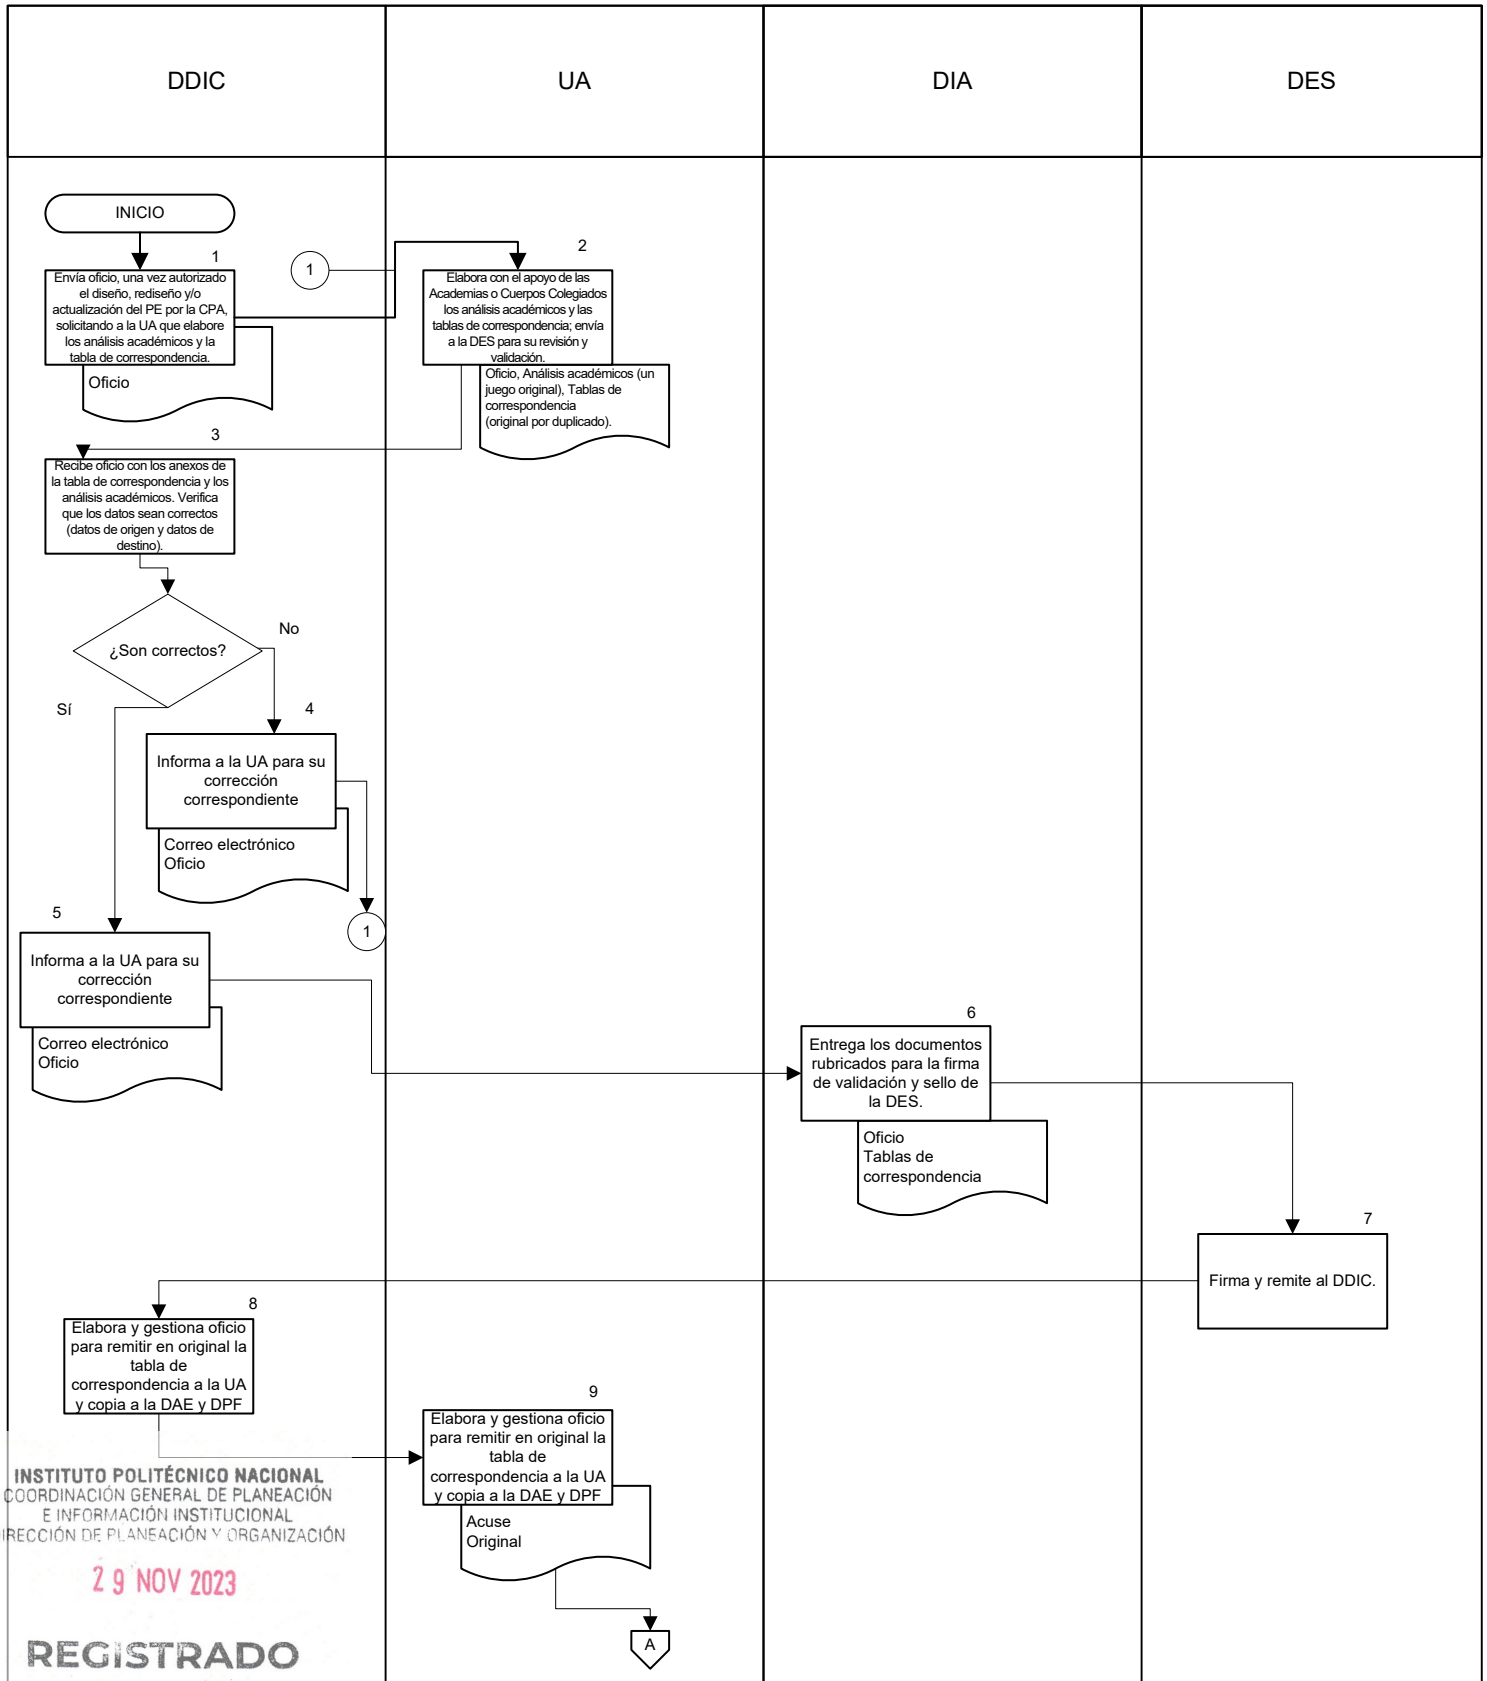 DDIC
UA
DIA
DES
INICIO
1
Envía oficio, una vez autorizado
el diseño, rediseño y/o
actualización del PE por la CPA,
solicitando a la UA que elabore
los análisis académicos y la
tabla de correspondencia.
Oficio
1
2
Elabora con el apoyo de las
Academias o Cuerpos Colegiados
los análisis académicos y las
tablas de correspondencia; envía
a la DES para su revisión y
validación.
Oficio, Análisis académicos (un
juego original), Tablas de
correspondencia
(original por duplicado).
3
Recibe oficio con los anexos de
la tabla de correspondencia y los
análisis académicos. Verifica
que los datos sean correctos
(datos de origen y datos de
destino).
¿Son correctos?
No
Sí
4
Informa a la UA para su
corrección
correspondiente
Correo electrónico
Oficio
1
5
Informa a la UA para su
corrección
correspondiente
Correo electrónico
Oficio
6
Entrega los documentos
rubricados para la firma
de validación y sello de
la DES.
Oficio
Tablas de
correspondencia
7
Firma y remite al DDIC.
8
Elabora y gestiona oficio
para remitir en original la
tabla de
correspondencia a la UA
y copia a la DAE y DPF
9
Elabora y gestiona oficio
para remitir en original la
tabla de
correspondencia a la UA
y copia a la DAE y DPF
Acuse
Original
A
INSTITUTO POLITÉCNICO NACIONAL
COORDINACIÓN GENERAL DE PLANEACIÓN
E INFORMACIÓN INSTITUCIONAL
DIRECCIÓN DE PLANEACIÓN Y ORGANIZACIÓN
29 NOV 2023
REGISTRADO